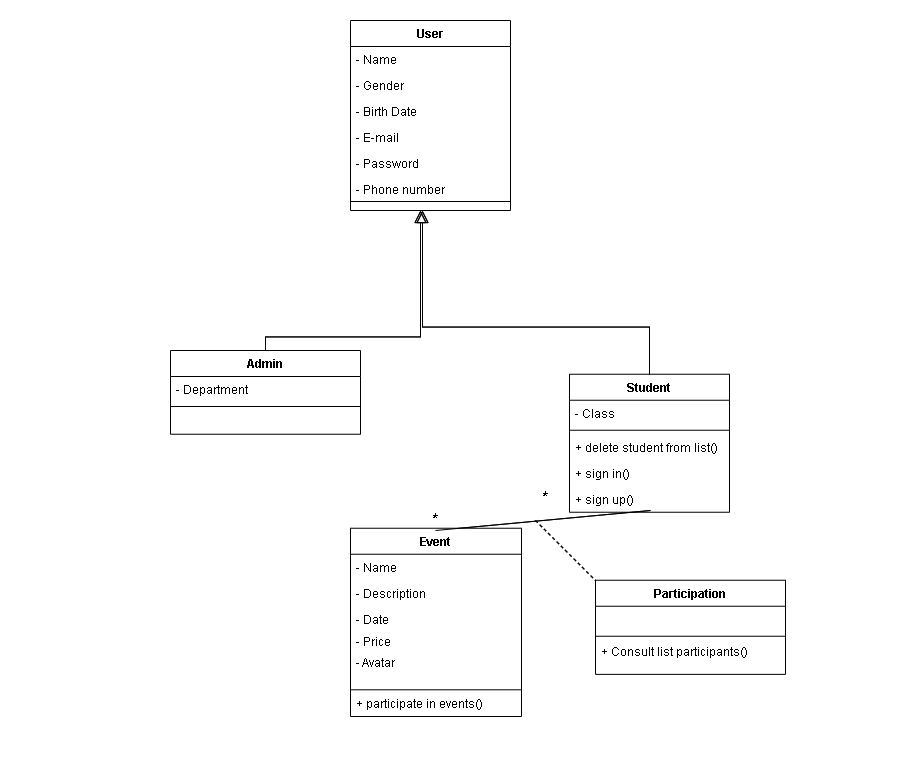 User
- Name
- Gender
- Birth Date
- E-mail
- Password
- Phone number
Admin
- Department
Student
- Class
+ delete student from list()
+ sign in()
+ sign up()
*
*
Event
- Name
- Description
- Date
- Price
- Avatar
+ participate in events()
Participation
+ Consult list participants()